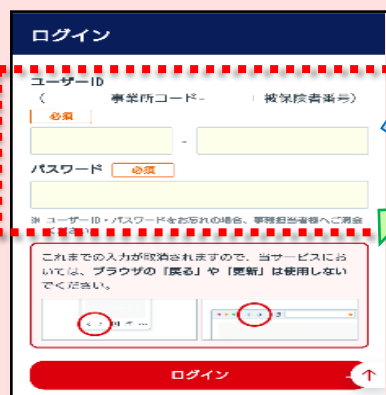 ログイン
ユーザーID
(　　　事業所コード-　　被保険者番号)
必須
-
パスワード 必須
※ ユーザーID・パスワードをお忘れの場合、事務担当者様へご照会
ください。
これまでの入力が取消されますので、当サービスにお
いては、ブラウザの「戻る」や「更新」は使用しない
でください。
ログイン